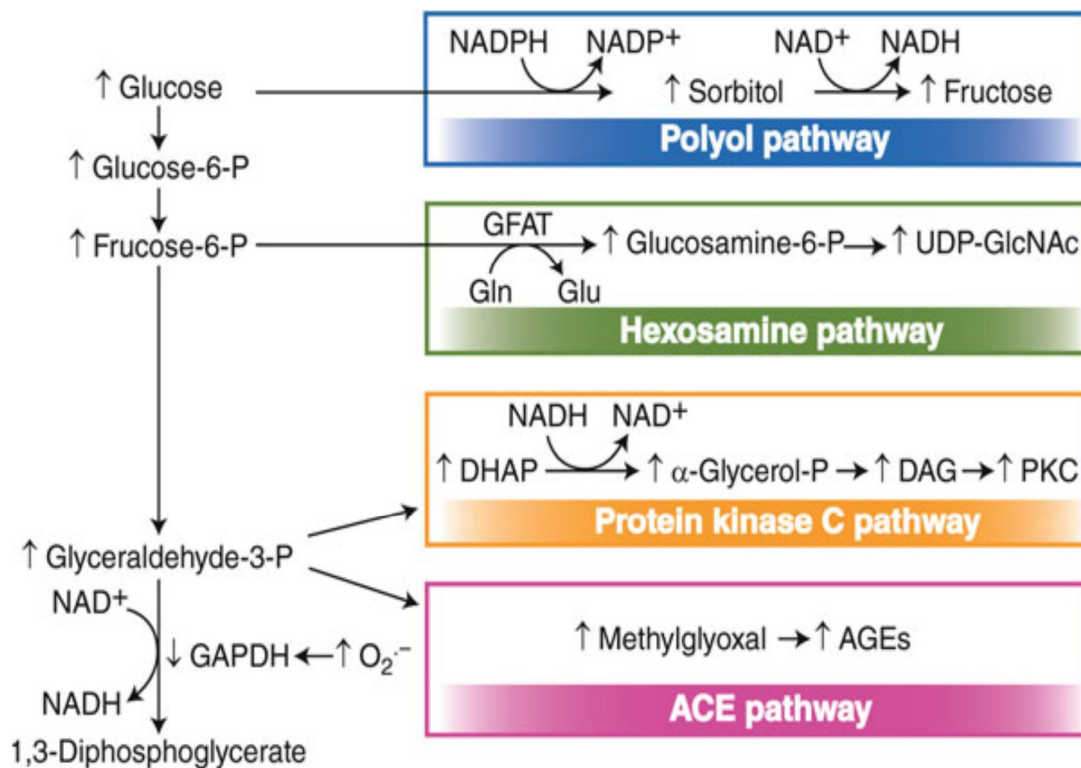 NADPH NADP+ NAD+ NADH
↑ Glucose → ↑ Sorbitol → ↑ Fructose
Polyol pathway
↑ Glucose-6-P
GFAT
↑ Frucose-6-P → ↑ Glucosamine-6-P → ↑ UDP-GlcNAc
Gln Glu
Hexosamine pathway
NADH NAD+
↑ DHAP → ↑ α-Glycerol-P → ↑ DAG → ↑ PKC
Protein kinase C pathway
↑ Glyceraldehyde-3-P
NAD+
↑ Methylglyoxal → ↑ AGEs
↓ GAPDH ← ↑ O₂·−
NADH
ACE pathway
1,3-Diphosphoglycerate